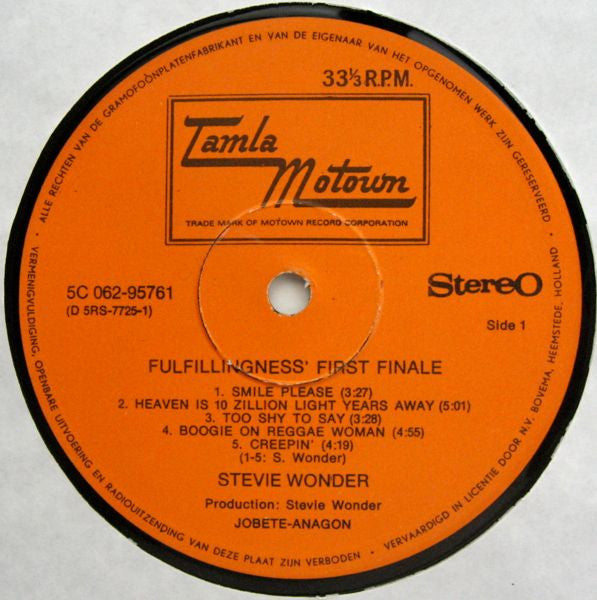 ALLE RECHTEN VAN DE GRAMOFOONPLATENFABRIKANT EN VAN DE EIGENAAR VAN HET OPGENOMEN WERK ZIJN GERESERVEERD •
33⅓ R.P.M.
Tamla
Motown
TRADE MARK OF MOTOWN RECORD CORPORATION
5C 062-95761
(D 5RS-7725-1)
Stereo
Side 1
FULFILLINGNESS' FIRST FINALE
1. SMILE PLEASE (3:27)
2. HEAVEN IS 10 ZILLION LIGHT YEARS AWAY (5:01)
3. TOO SHY TO SAY (3:28)
4. BOOGIE ON REGGAE WOMAN (4:55)
5. CREEPIN' (4:19)
(1-5: S. Wonder)
STEVIE WONDER
Production: Stevie Wonder
JOBETE-ANAGON
VERMENIGVULDIGING, OPENBARE UITVOERING EN RADIOUITZENDING VAN DEZE PLAAT ZIJN VERBODEN •
VERVAARDIGD IN LICENTIE DOOR N.V. BOVEMA, HEEMSTEDE, HOLLAND